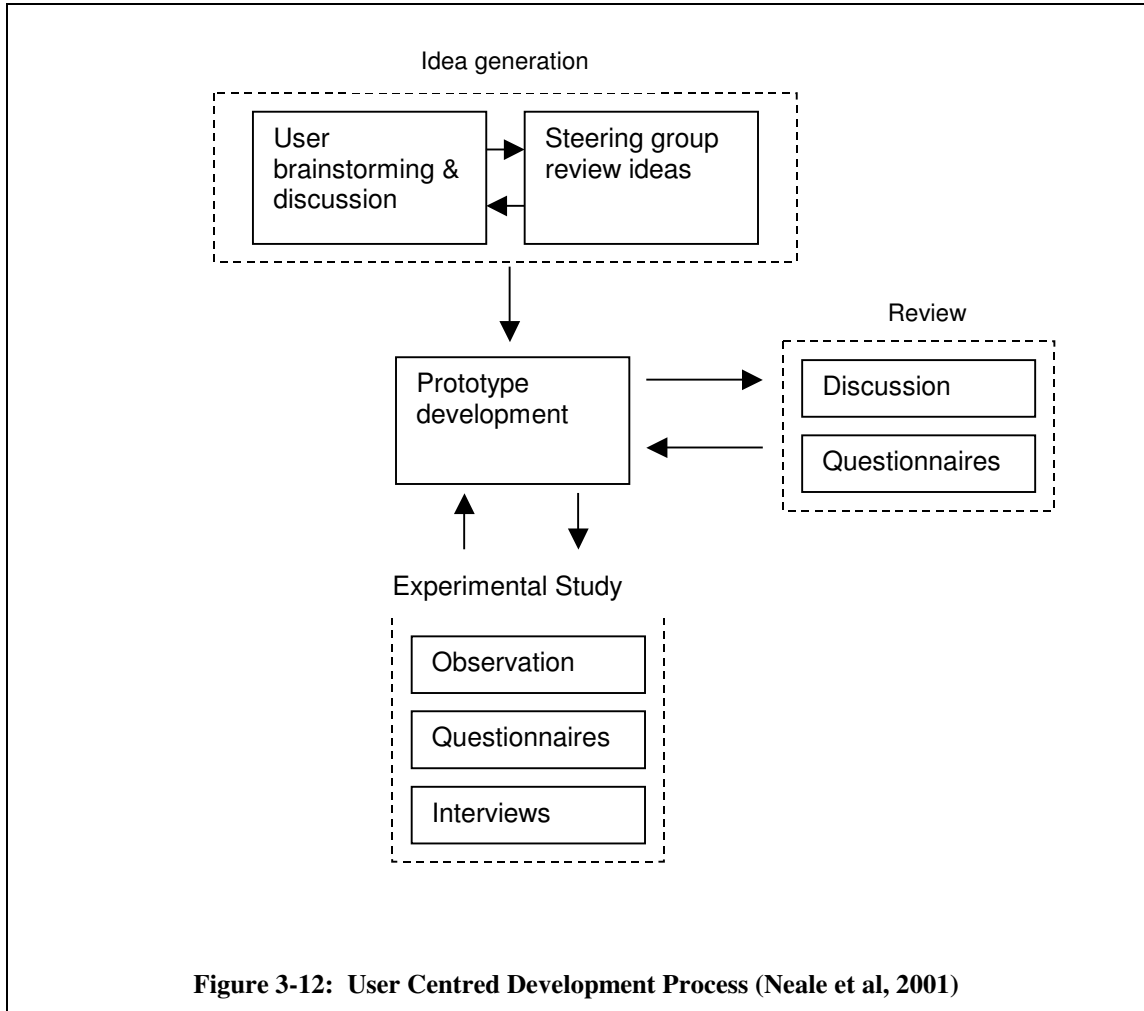 Idea generation
User
brainstorming &
discussion
Steering group
review ideas
Prototype
development
Review
Discussion
Questionnaires
Experimental Study
Observation
Questionnaires
Interviews
Figure 3-12: User Centred Development Process (Neale et al, 2001)